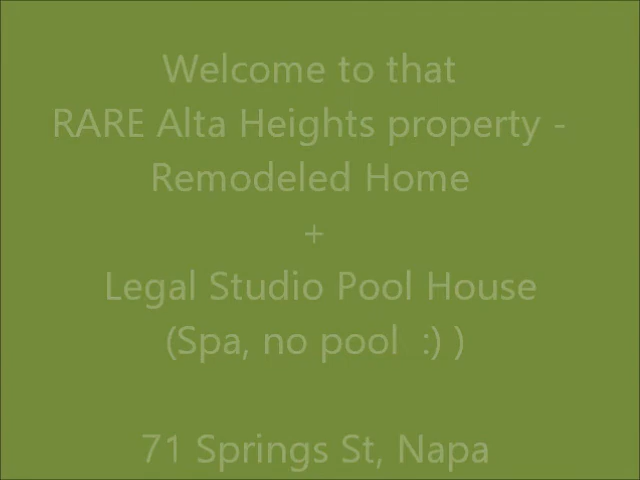 Welcome to that
RARE Alta Heights property -
Remodeled Home
+
Legal Studio Pool House
(Spa, no pool  :) )
71 Springs St, Napa